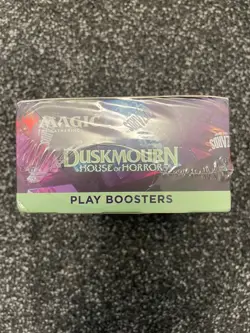 MAGIC
DUSKMOURN
HOUSE OF HORROR
PLAY BOOSTERS